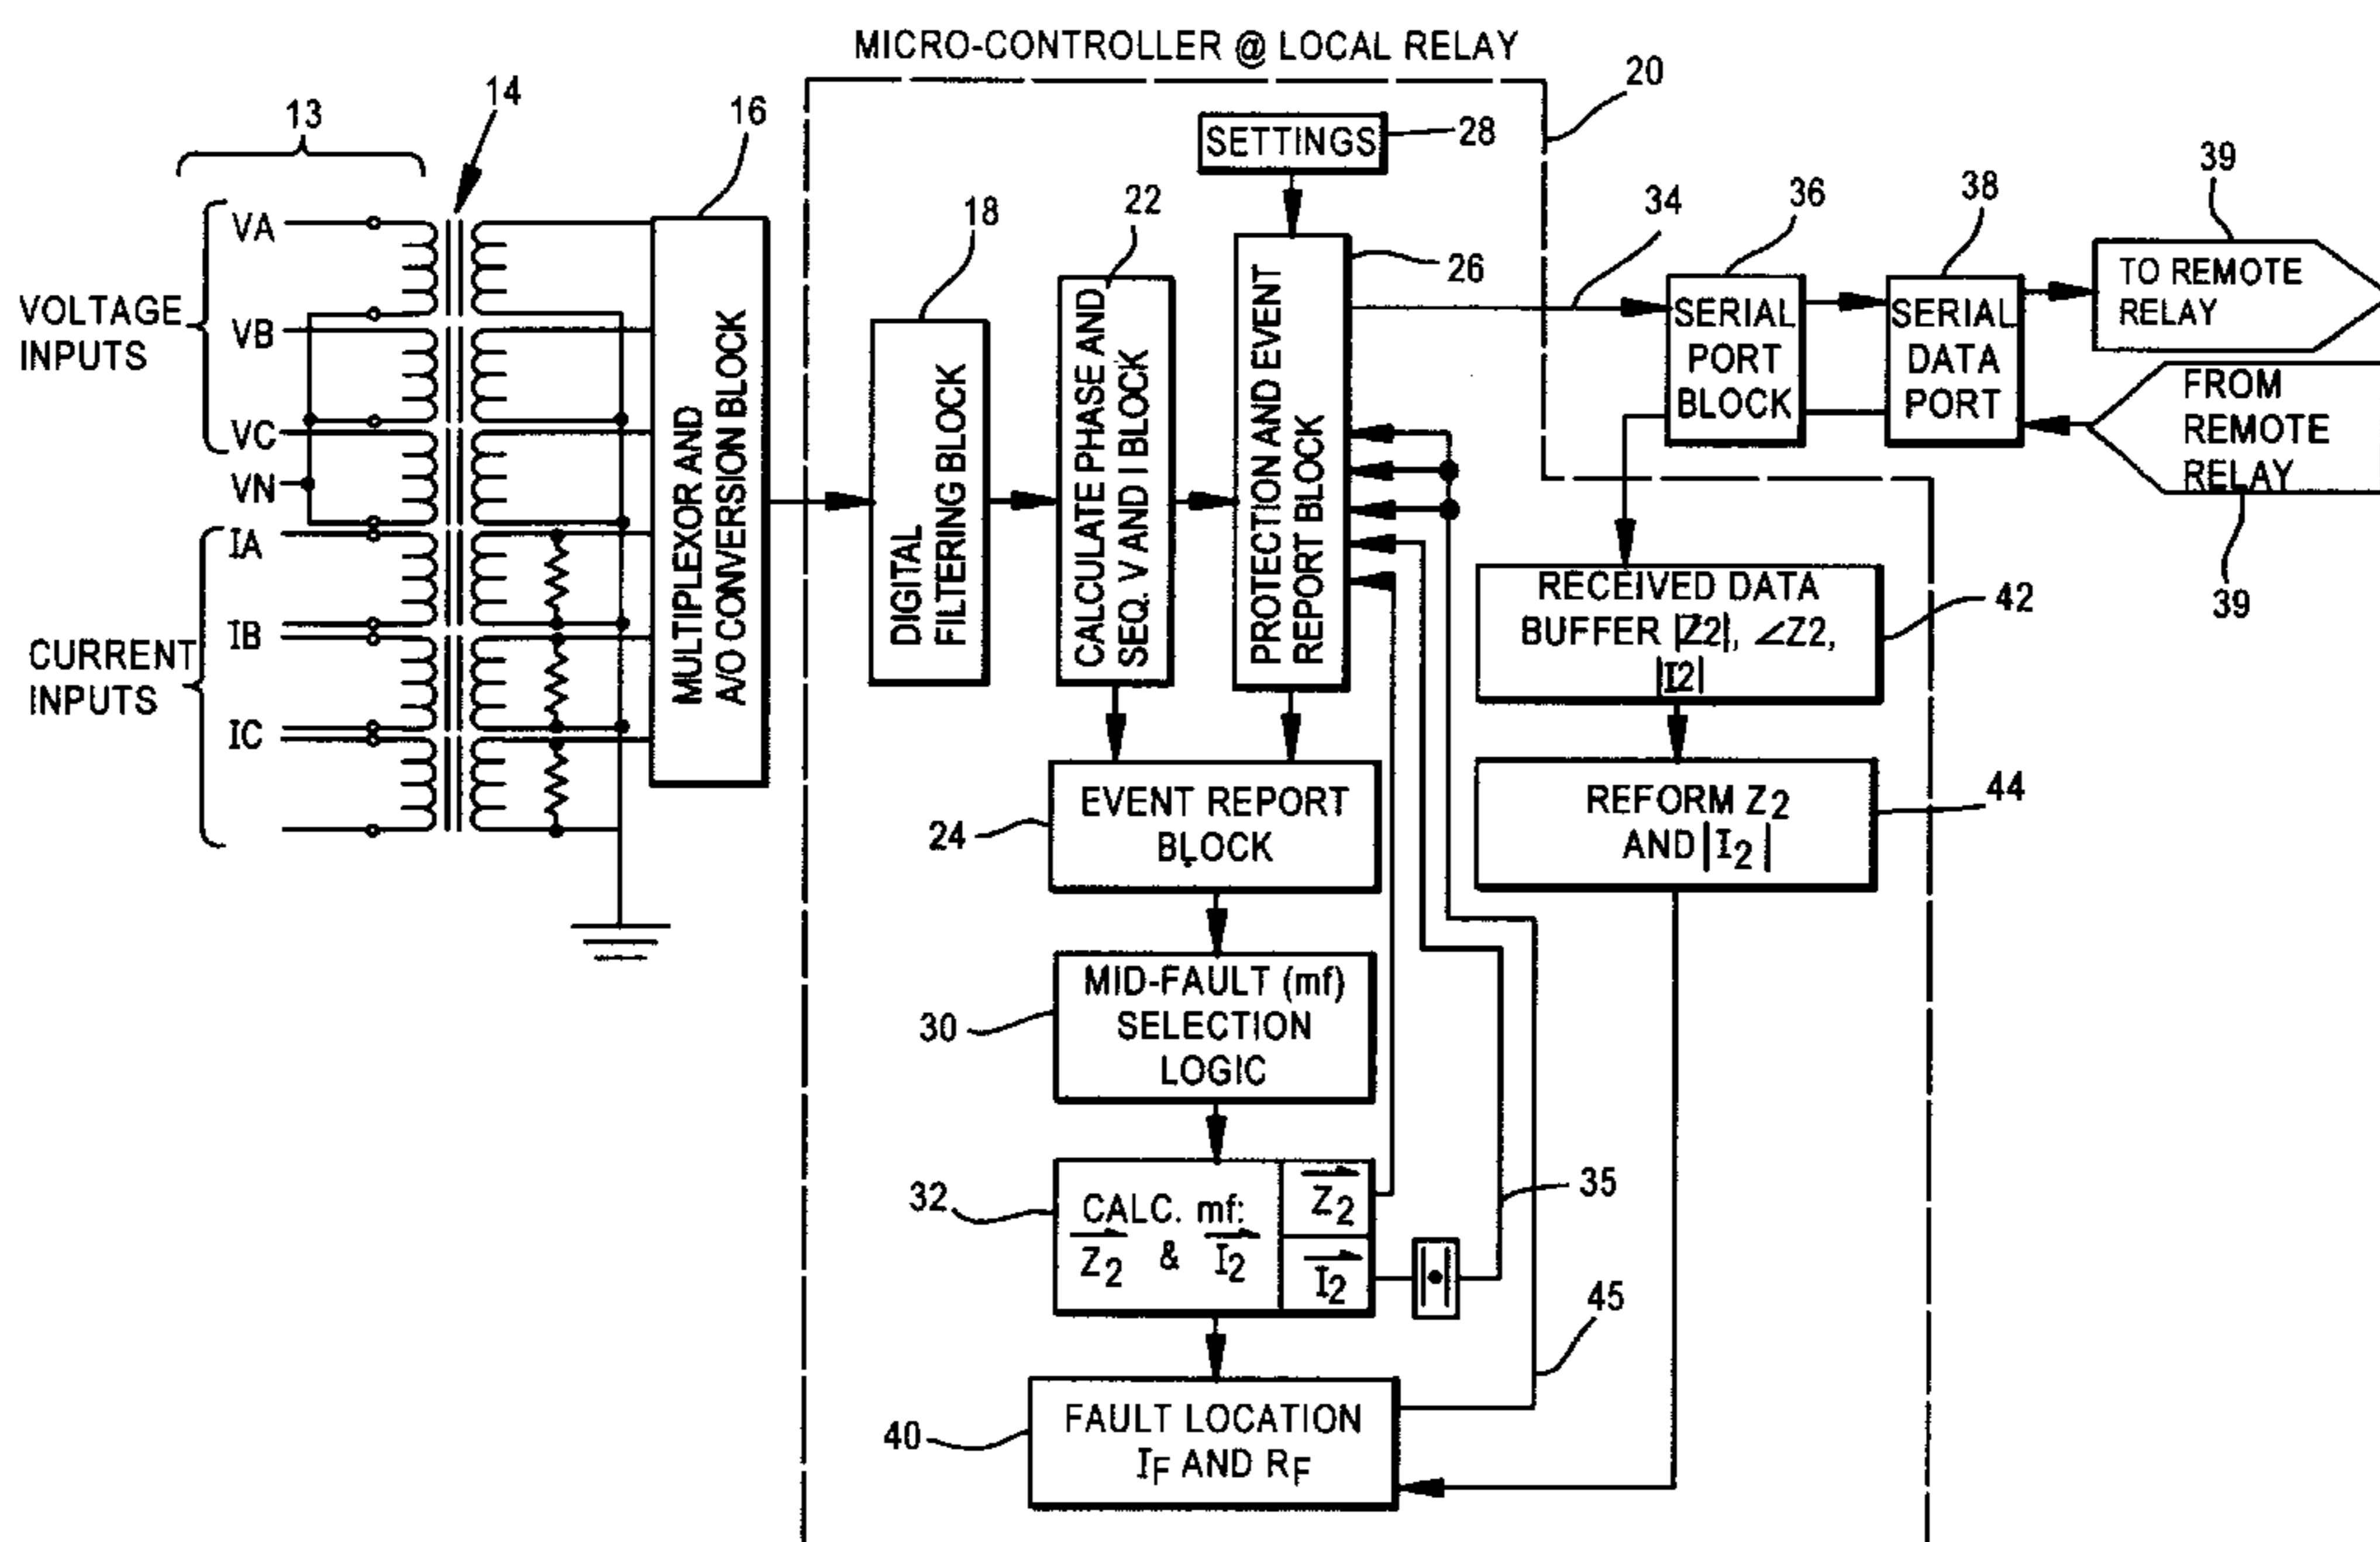 MICRO-CONTROLLER @ LOCAL RELAY
20
13
14
16
VOLTAGE
INPUTS
VA
VB
VC
VN
CURRENT
INPUTS
IA
IB
IC
MULTIPLEXOR AND
A/O CONVERSION BLOCK
18
DIGITAL
FILTERING BLOCK
22
CALCULATE PHASE AND
SEQ. V AND I BLOCK
SETTINGS
28
26
PROTECTION AND EVENT
REPORT BLOCK
34
36
SERIAL
PORT
BLOCK
38
SERIAL
DATA
PORT
39
TO REMOTE
RELAY
FROM
REMOTE
RELAY
39
RECEIVED DATA
BUFFER |Z2|, ∠Z2,
|I2|
42
REFORM Z2
AND |I2|
44
24
EVENT REPORT
BLOCK
30
MID-FAULT (mf)
SELECTION
LOGIC
32
CALC. mf:
Z2 & I2
Z2
I2
35
45
40
FAULT LOCATION
IF AND RF